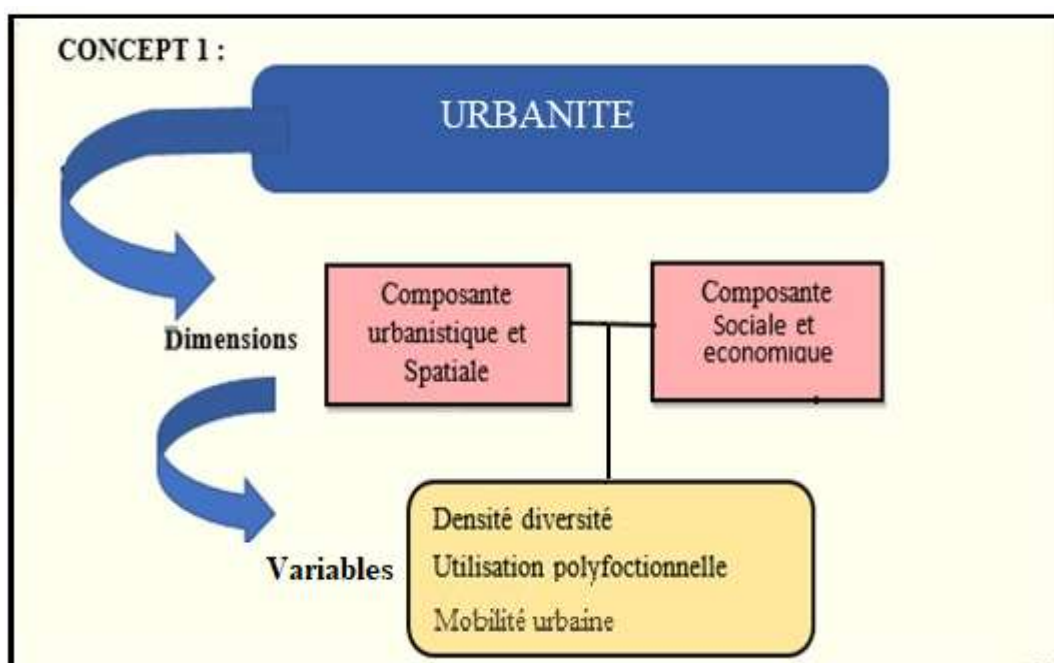 CONCEPT 1 :
URBANITE
Dimensions
Composante
urbanistique et
Spatiale
Composante
Sociale et
economique
Variables
Densité diversité
Utilisation polyfoctionnelle
Mobilité urbaine